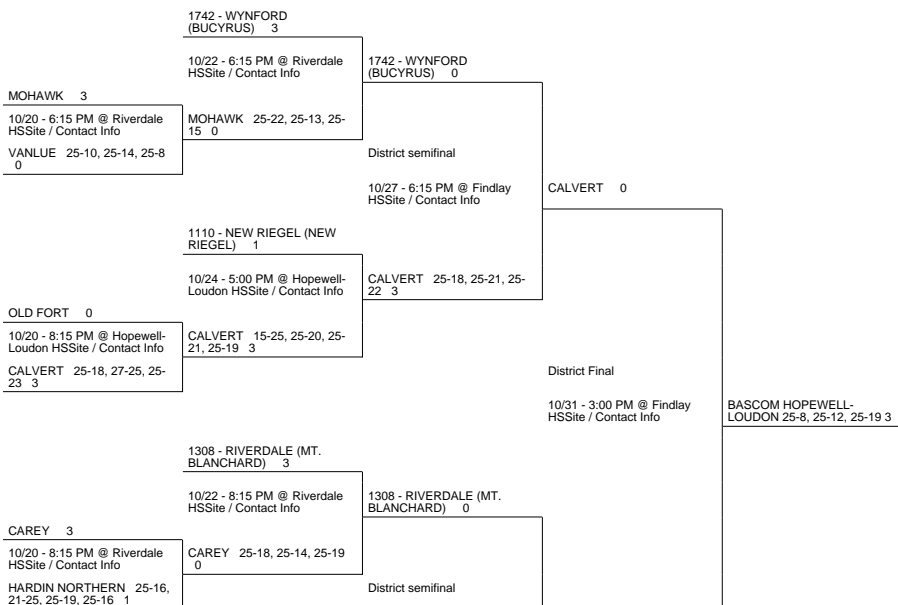 1742 - WYNFORD
(BUCYRUS) 3
10/22 - 6:15 PM @ Riverdale
HSSite / Contact Info
1742 - WYNFORD
(BUCYRUS) 0
MOHAWK 3
10/20 - 6:15 PM @ Riverdale
HSSite / Contact Info
MOHAWK 25-22, 25-13, 25-
15 0
VANLUE 25-10, 25-14, 25-8
0
District semifinal
10/27 - 6:15 PM @ Findlay
HSSite / Contact Info
CALVERT 0
1110 - NEW RIEGEL (NEW
RIEGEL) 1
10/24 - 5:00 PM @ Hopewell-
Loudon HSSite / Contact Info
CALVERT 25-18, 25-21, 25-
22 3
OLD FORT 0
10/20 - 8:15 PM @ Hopewell-
Loudon HSSite / Contact Info
CALVERT 15-25, 25-20, 25-
21, 25-19 3
CALVERT 25-18, 27-25, 25-
23 3
District Final
10/31 - 3:00 PM @ Findlay
HSSite / Contact Info
BASCOM HOPEWELL-
LOUDON 25-8, 25-12, 25-19 3
1308 - RIVERDALE (MT.
BLANCHARD) 3
10/22 - 8:15 PM @ Riverdale
HSSite / Contact Info
1308 - RIVERDALE (MT.
BLANCHARD) 0
CAREY 3
10/20 - 8:15 PM @ Riverdale
HSSite / Contact Info
CAREY 25-18, 25-14, 25-19
0
HARDIN NORTHERN 25-16,
21-25, 25-19, 25-16 1
District semifinal